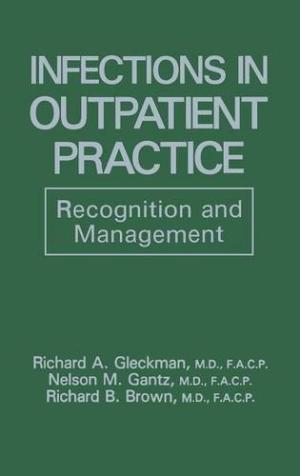 INFECTIONS IN
OUTPATIENT
PRACTICE
Recognition and
Management
Richard A. Gleckman, M.D., F.A.C.P.
Nelson M. Gantz, M.D., F.A.C.P.
Richard B. Brown, M.D., F.A.C.P.